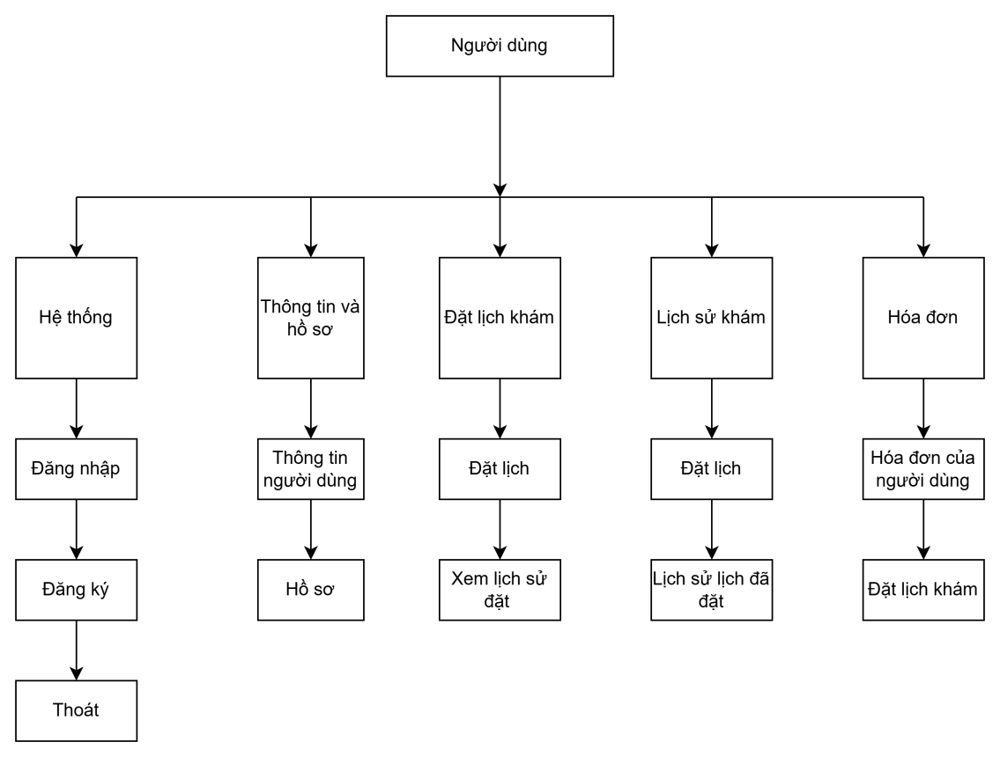 Người dùng
Hệ thống
Thông tin và
hồ sơ
Đặt lịch khám
Lịch sử khám
Hóa đơn
Đăng nhập
Thông tin
người dùng
Đặt lịch
Đặt lịch
Hóa đơn của
người dùng
Đăng ký
Hồ sơ
Xem lịch sử
đặt
Lịch sử lịch đã
đặt
Đặt lịch khám
Thoát